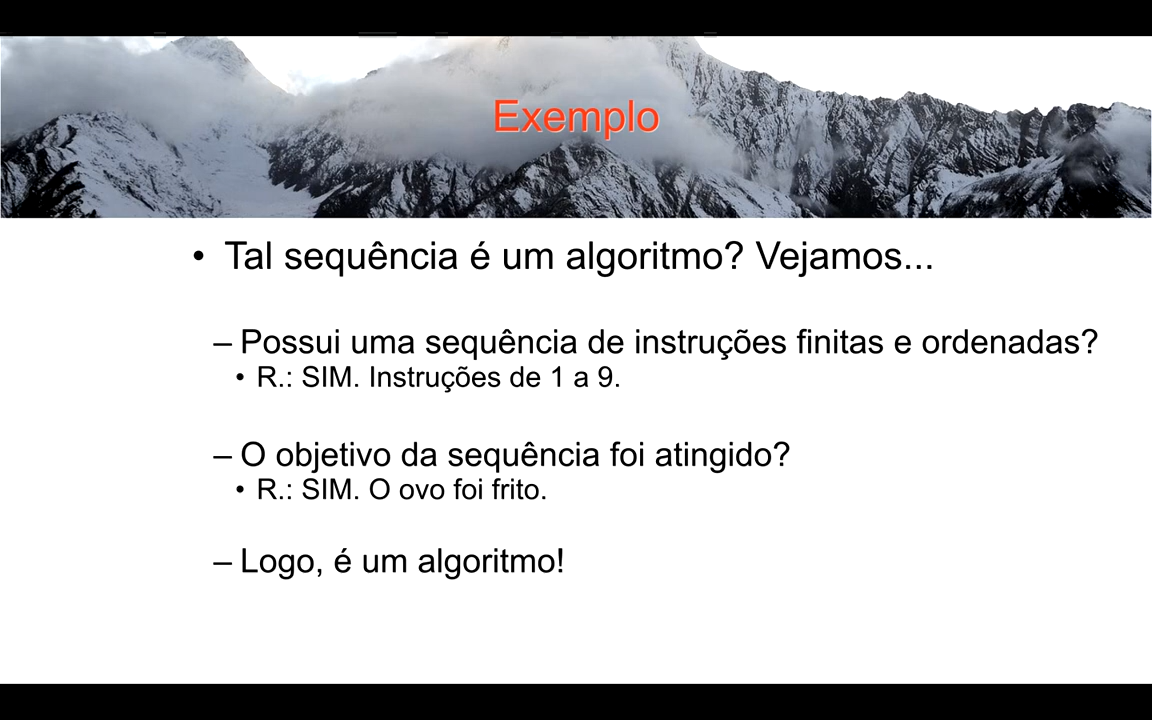 Exemplo
• Tal sequência é um algoritmo? Vejamos...
– Possui uma sequência de instruções finitas e ordenadas?
• R.: SIM. Instruções de 1 a 9.
– O objetivo da sequência foi atingido?
• R.: SIM. O ovo foi frito.
– Logo, é um algoritmo!